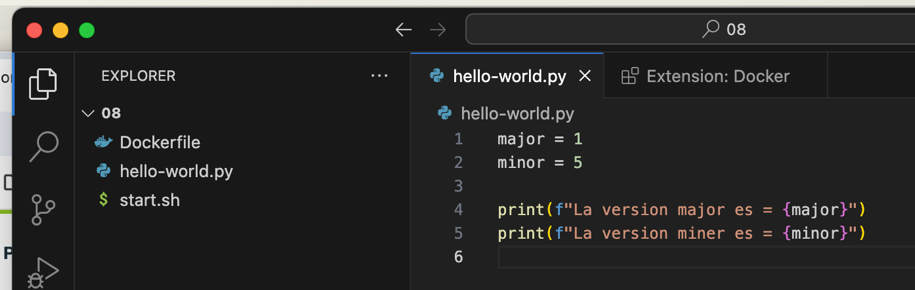 08
EXPLORER ...
hello-world.py
Extension: Docker
08
Dockerfile
hello-world.py
$ start.sh
hello-world.py
1 major = 1
2 minor = 5
3
4 print(f"La version major es = {major}")
5 print(f"La version miner es = {minor}")
6